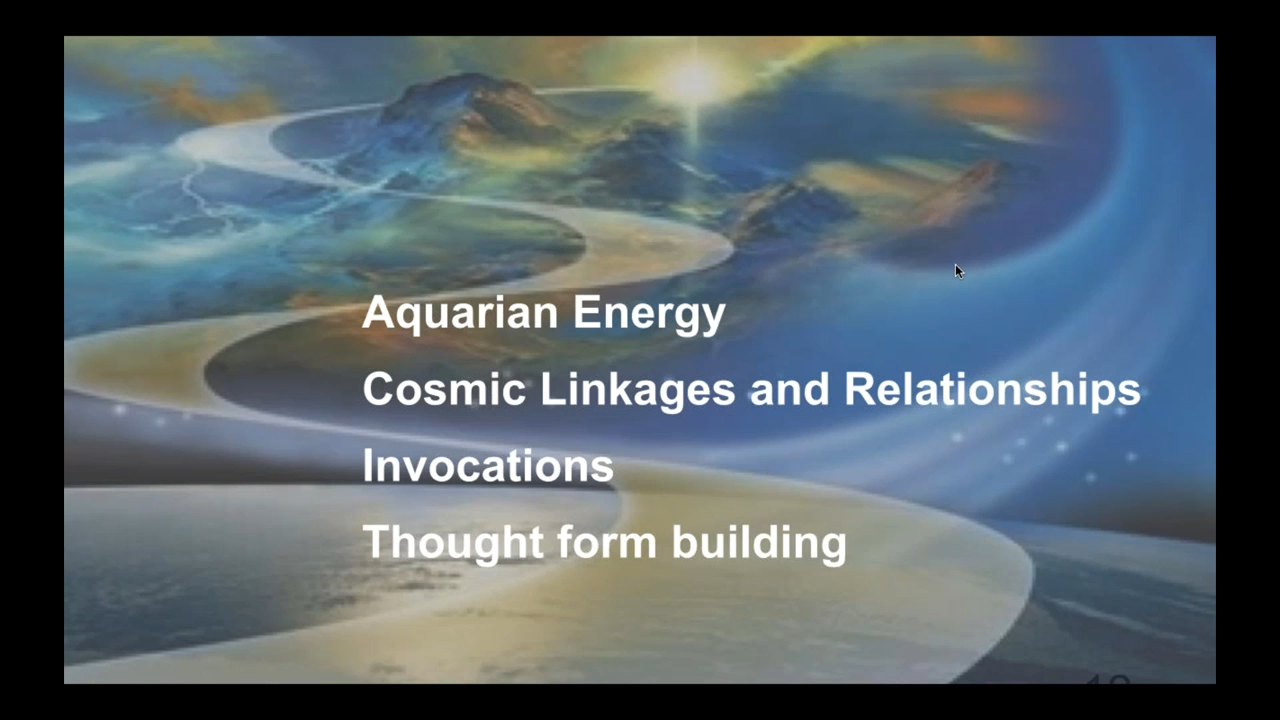 Aquarian Energy
Cosmic Linkages and Relationships
Invocations
Thought form building